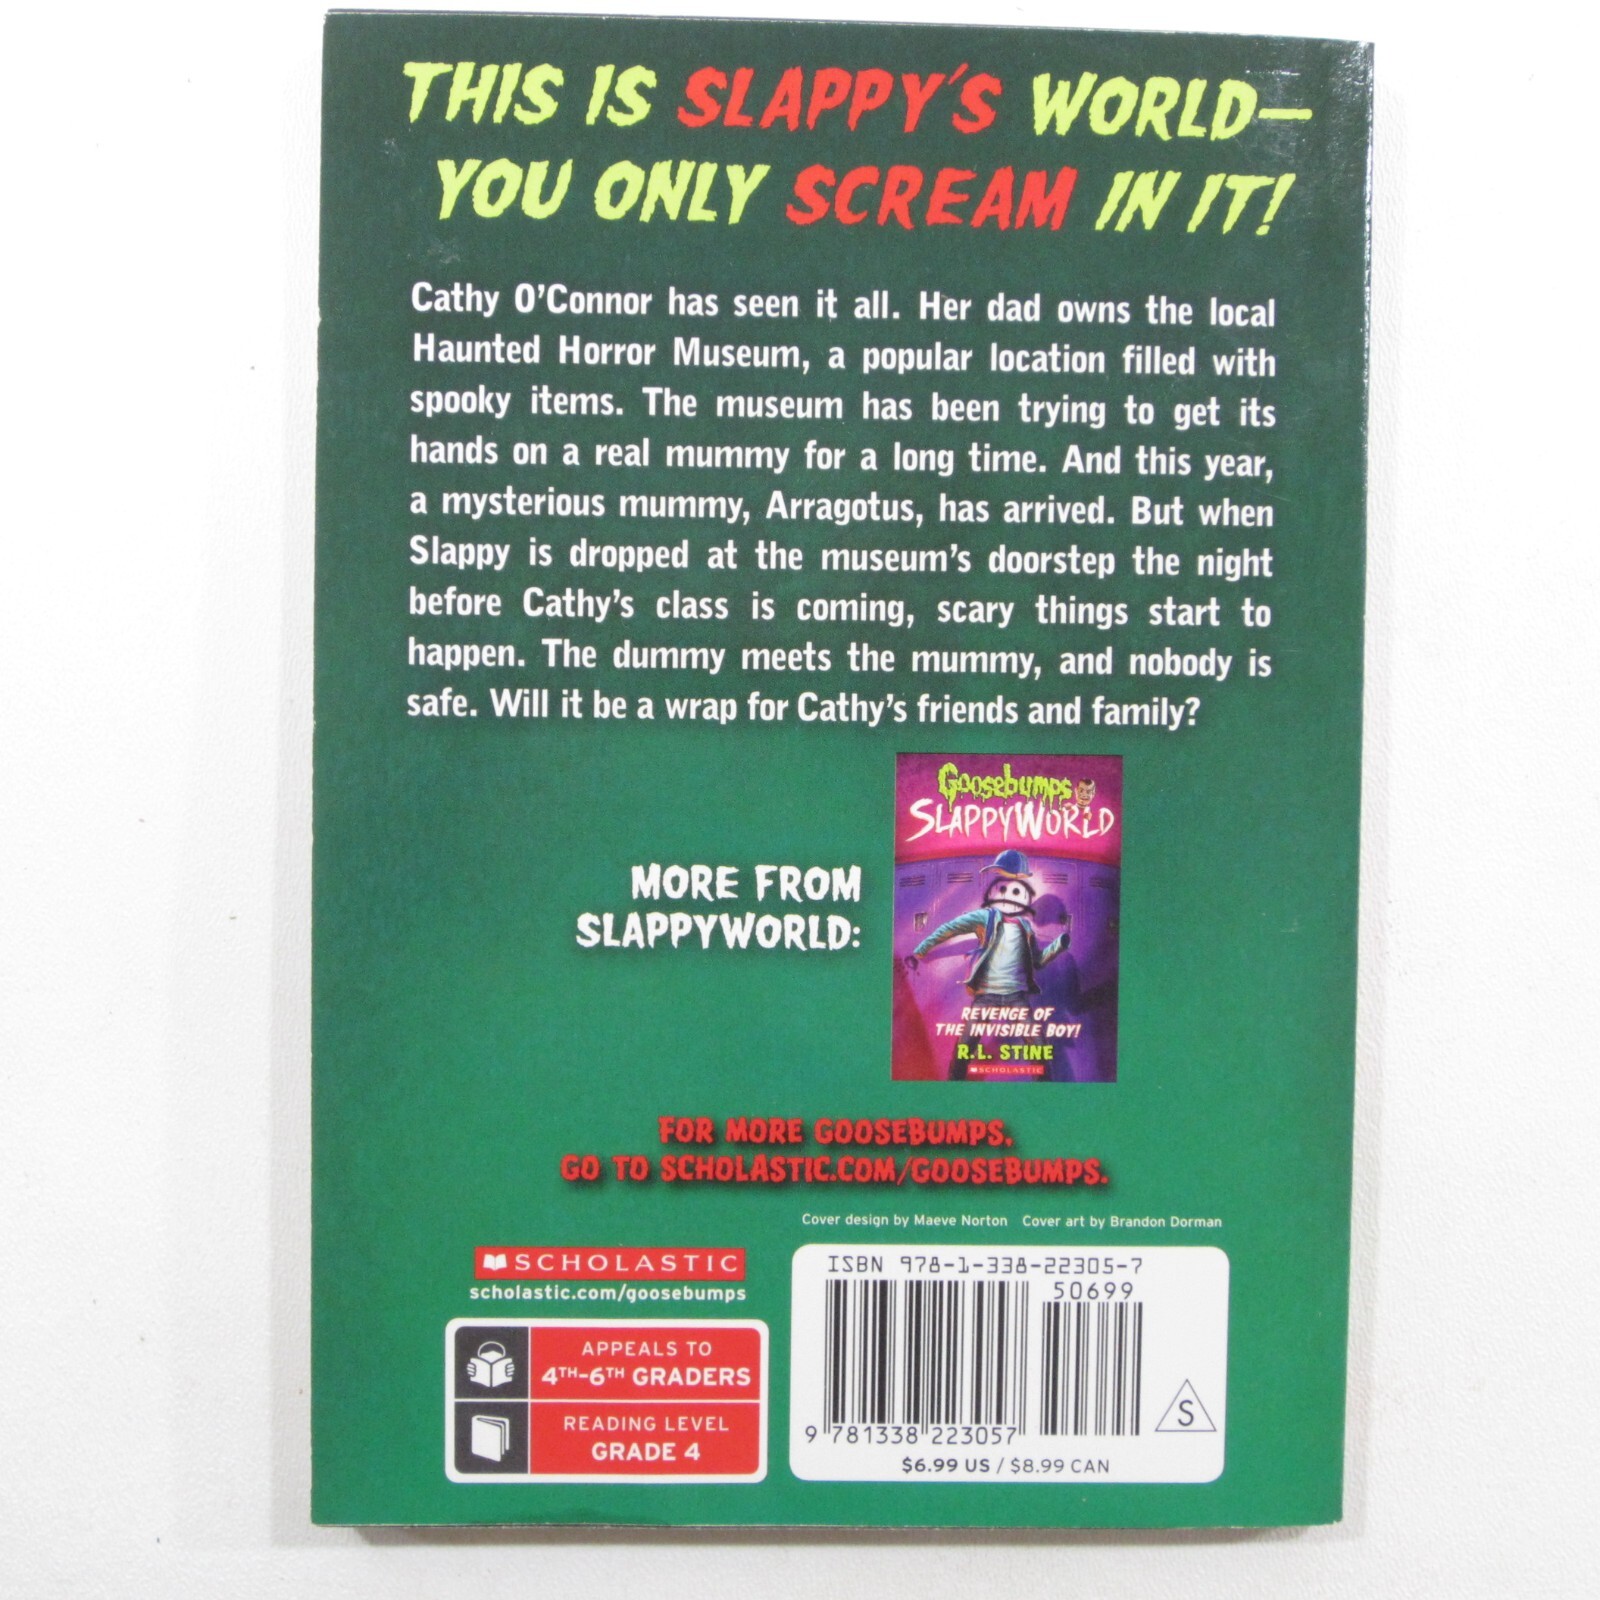 THIS IS SLAPPY'S WORLD—
YOU ONLY SCREAM IN IT!
Cathy O'Connor has seen it all. Her dad owns the local
Haunted Horror Museum, a popular location filled with
spooky items. The museum has been trying to get its
hands on a real mummy for a long time. And this year,
a mysterious mummy, Arragotus, has arrived. But when
Slappy is dropped at the museum's doorstep the night
before Cathy's class is coming, scary things start to
happen. The dummy meets the mummy, and nobody is
safe. Will it be a wrap for Cathy's friends and family?
Goosebumps
SLAPPYWORLD
MORE FROM
SLAPPYWORLD:
REVENGE OF
THE INVISIBLE BOY!
R.L. STINE
SCHOLASTIC
FOR MORE GOOSEBUMPS,
GO TO SCHOLASTIC.COM/GOOSEBUMPS.
Cover design by Maeve Norton Cover art by Brandon Dorman
SCHOLASTIC
scholastic.com/goosebumps
APPEALS TO
4TH–6TH GRADERS
READING LEVEL
GRADE 4
ISBN 978-1-338-22305-7
50699
9 781338 223057
$6.99 US / $8.99 CAN
S